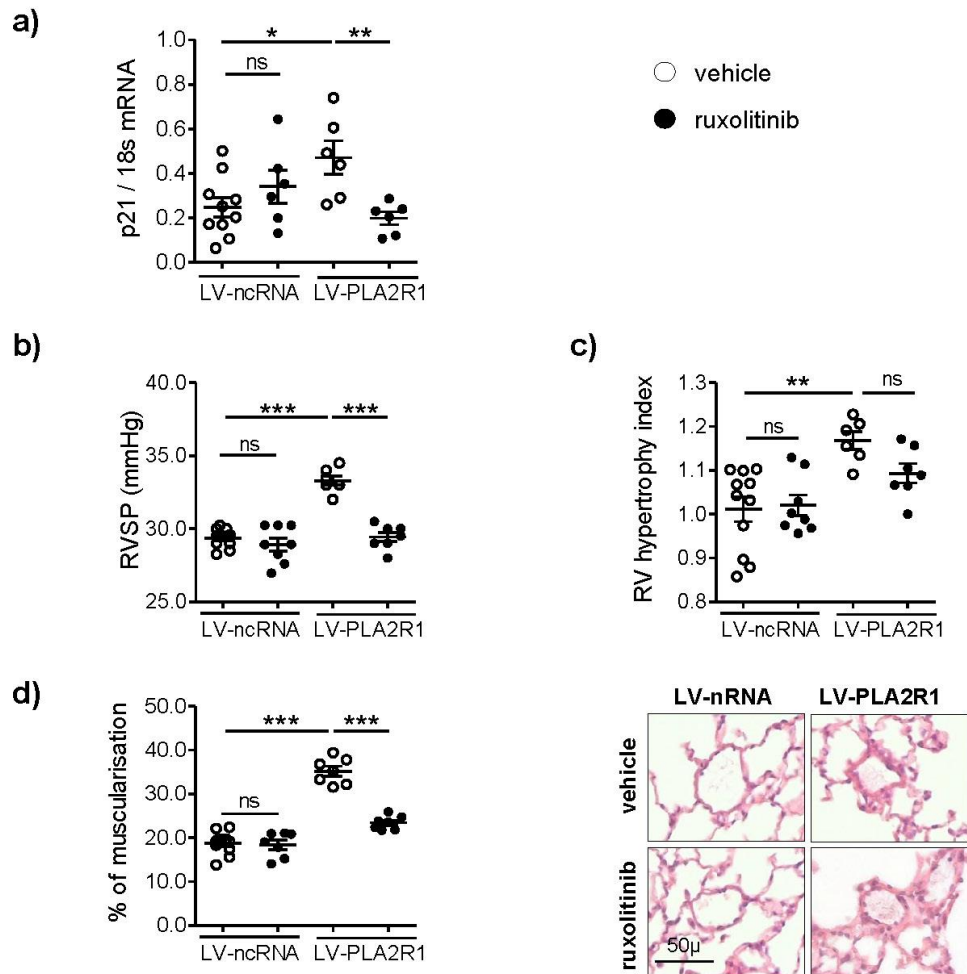 a)
p21 / 18s mRNA
1.0
0.8
0.6
0.4
0.2
0.0
*
**
ns
LV-ncRNA
LV-PLA2R1
vehicle
ruxolitinib
b)
RVSP (mmHg)
40.0
35.0
30.0
25.0
***
***
ns
LV-ncRNA
LV-PLA2R1
c)
RV hypertrophy index
1.3
1.2
1.1
1.0
0.9
0.8
**
ns
ns
LV-ncRNA
LV-PLA2R1
d)
% of muscularisation
50.0
40.0
30.0
20.0
10.0
0.0
***
***
ns
LV-ncRNA
LV-PLA2R1
LV-nRNA
LV-PLA2R1
vehicle
ruxolitinib
50µ